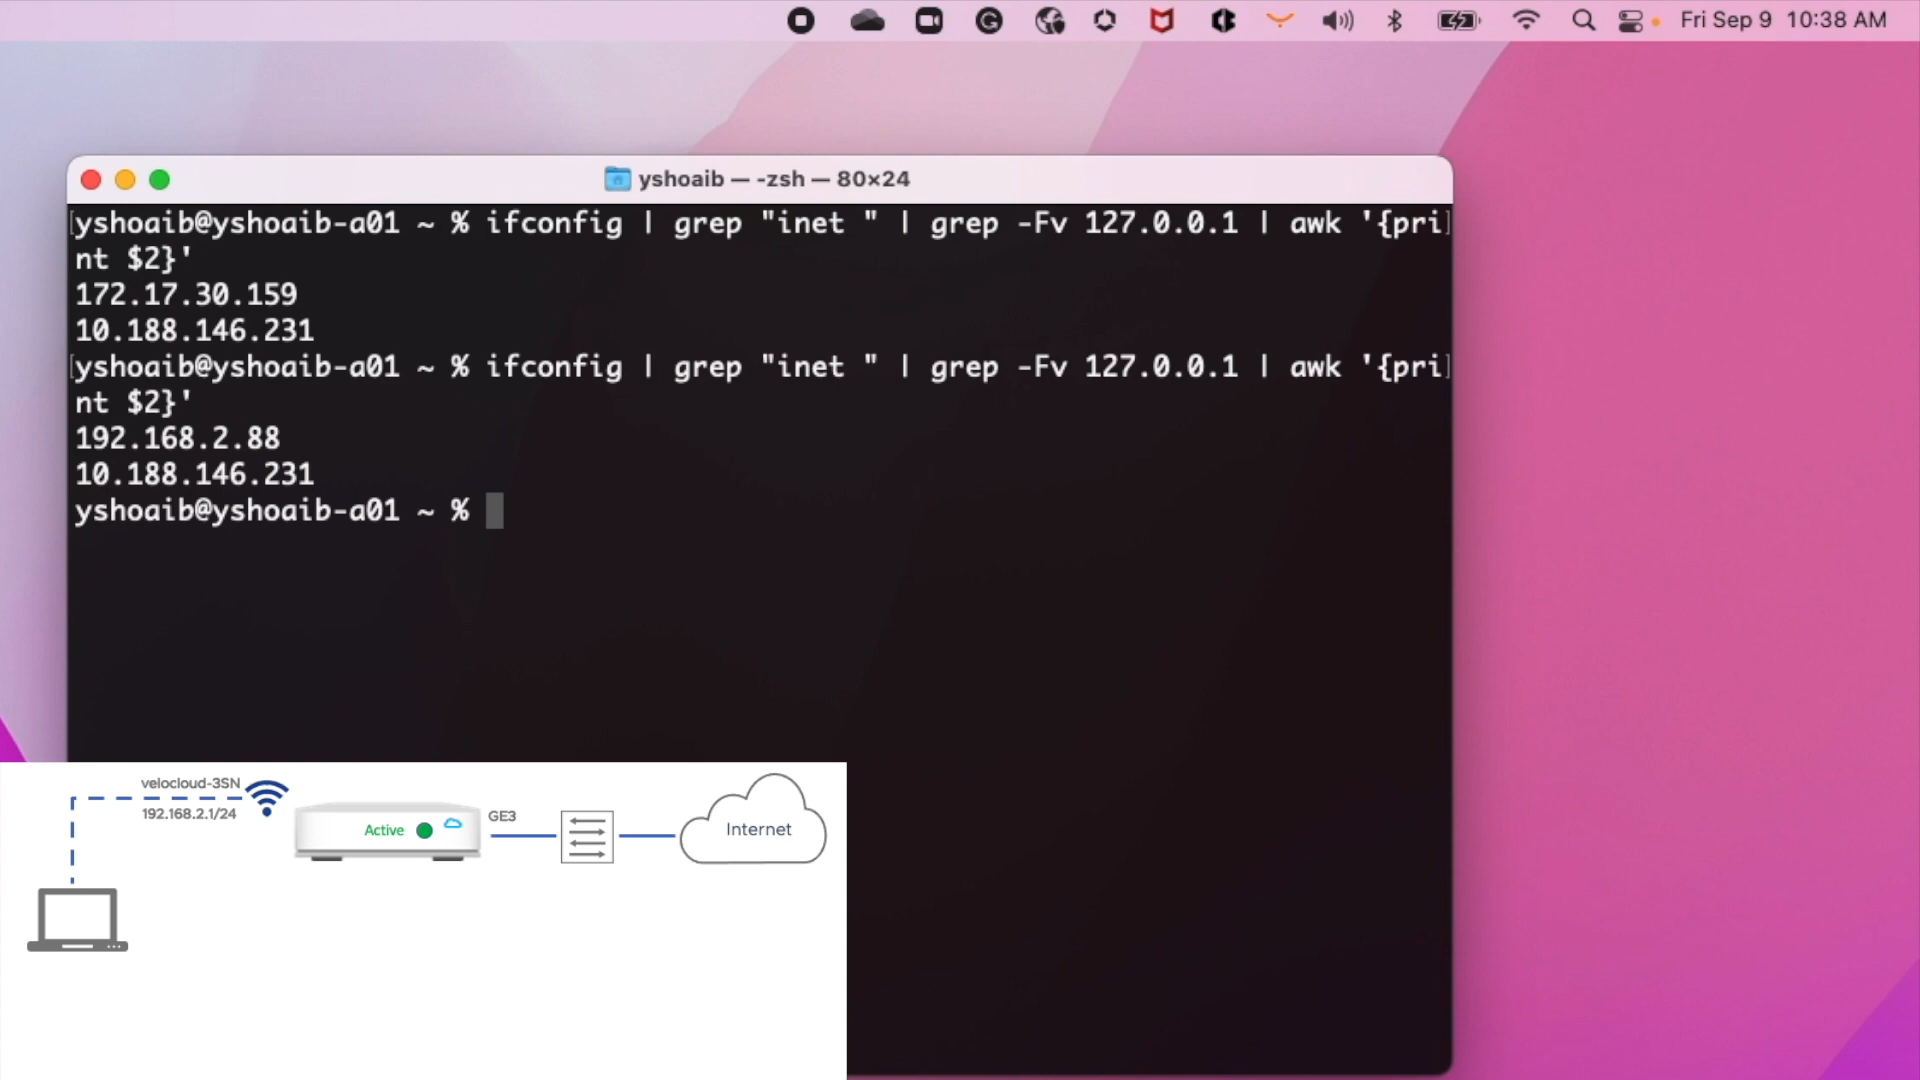 Fri Sep 9 10:38 AM
yshoaib — -zsh — 80×24
yshoaib@yshoaib-a01 ~ % ifconfig | grep "inet " | grep -Fv 127.0.0.1 | awk '{pri
nt $2}'
172.17.30.159
10.188.146.231
yshoaib@yshoaib-a01 ~ % ifconfig | grep "inet " | grep -Fv 127.0.0.1 | awk '{pri
nt $2}'
192.168.2.88
10.188.146.231
yshoaib@yshoaib-a01 ~ %
velocloud-3SN
192.168.2.1/24
Active
GE3
Internet